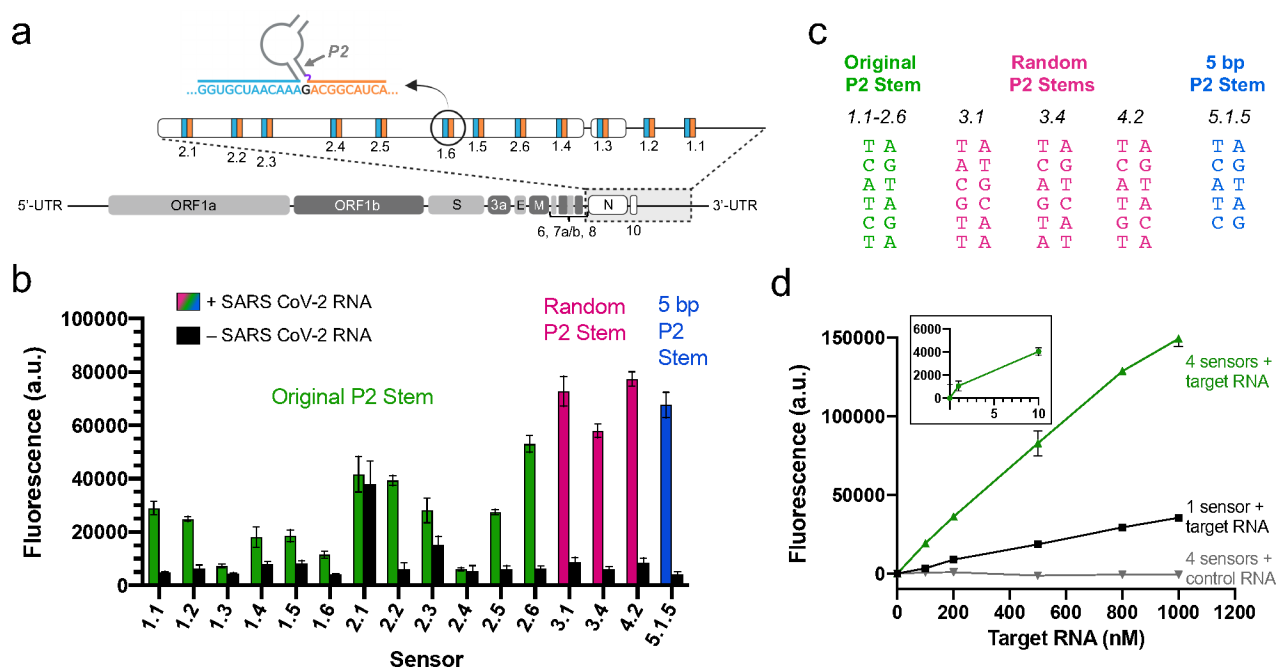 a
P2
...GGUGCUAACAAAGACGGCAUCA...
2.1
2.2
2.3
2.4
2.5
1.6
1.5
2.6
1.4
1.3
1.2
1.1
5'-UTR
ORF1a
ORF1b
S
3a
E
M
N
3'-UTR
6, 7a/b, 8
10
b
+ SARS CoV-2 RNA
– SARS CoV-2 RNA
Original P2 Stem
Random
P2 Stem
5 bp
P2
Stem
Fluorescence (a.u.)
100000
80000
60000
40000
20000
0
1.1
1.2
1.3
1.4
1.5
1.6
2.1
2.2
2.3
2.4
2.5
2.6
3.1
3.4
4.2
5.1.5
Sensor
c
Original
P2 Stem
Random
P2 Stems
5 bp
P2 Stem
1.1-2.6 3.1 3.4 4.2 5.1.5
T A T A T A T A T A
C G A T C G C G C G
A T C G A T A T A T
T A G C G C T A T A
C G T A T A G C C G
T A T A A T C G
d
Fluorescence (a.u.)
150000
100000
50000
0
6000
4000
2000
0
5
10
4 sensors +
target RNA
1 sensor +
target RNA
4 sensors +
control RNA
0 200 400 600 800 1000 1200
Target RNA (nM)